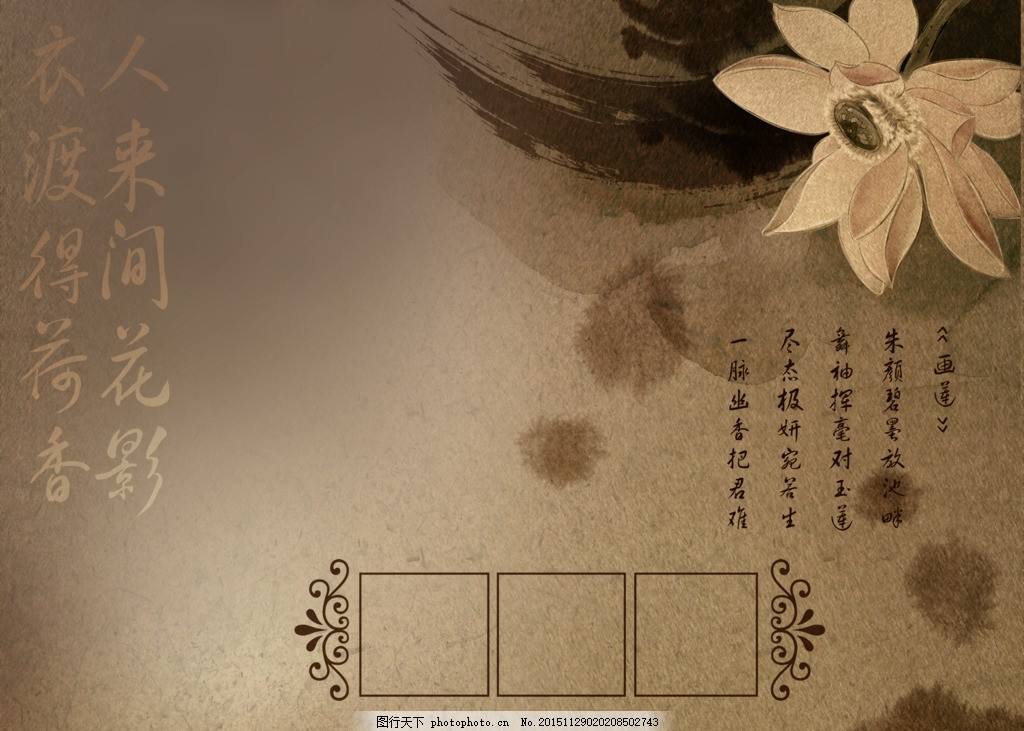 人来间花影
衣渡得荷香
《画莲》
朱颜碧墨放池畔
舞袖挥毫对玉莲
尽态极妍宛若生
一脉幽香把君难
图行天下 photophoto.cn No.20151129020208502743